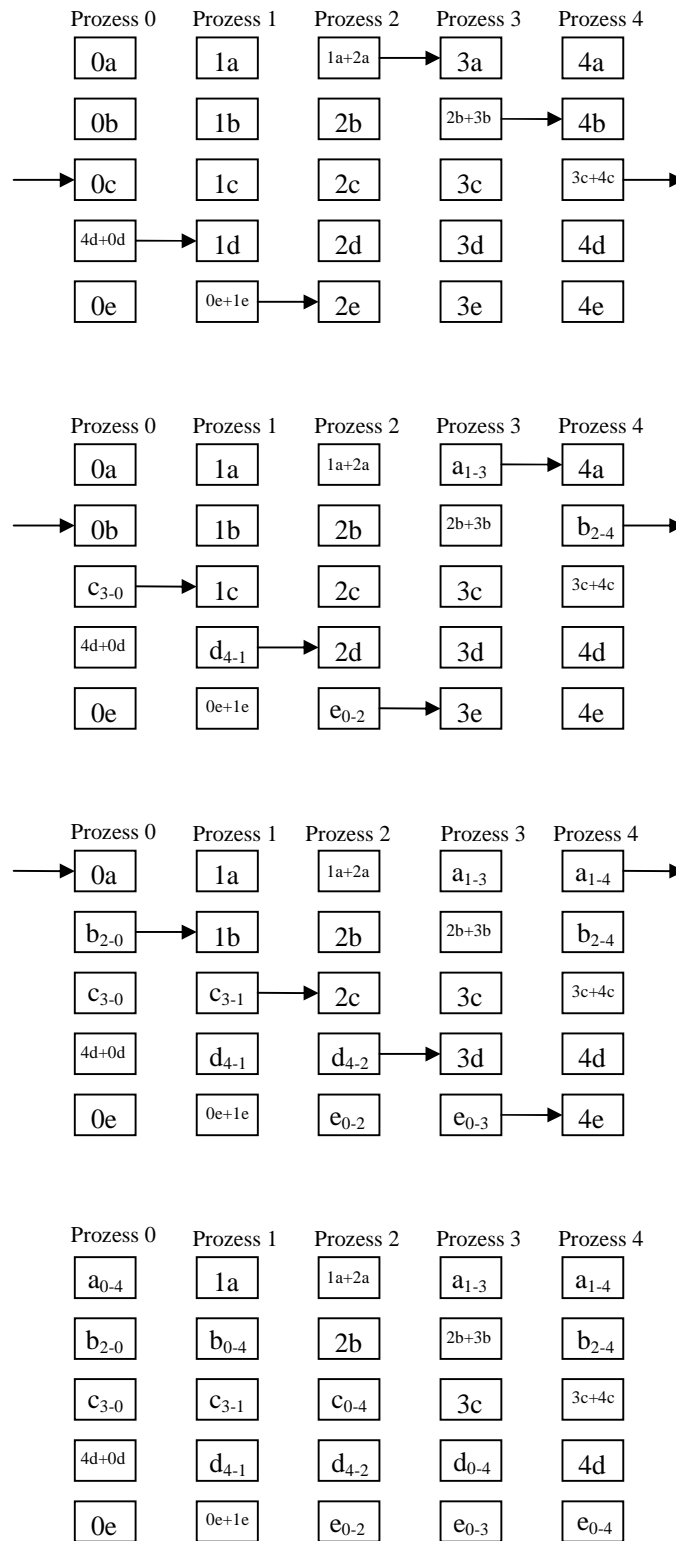 Prozess 0 Prozess 1 Prozess 2 Prozess 3 Prozess 4
0a 1a 1a+2a 3a 4a
0b 1b 2b 2b+3b 4b
0c 1c 2c 3c 3c+4c
4d+0d 1d 2d 3d 4d
0e 0e+1e 2e 3e 4e
Prozess 0 Prozess 1 Prozess 2 Prozess 3 Prozess 4
0a 1a 1a+2a a1-3 4a
0b 1b 2b 2b+3b b2-4
c3-0 1c 2c 3c 3c+4c
4d+0d d4-1 2d 3d 4d
0e 0e+1e e0-2 3e 4e
Prozess 0 Prozess 1 Prozess 2 Prozess 3 Prozess 4
0a 1a 1a+2a a1-3 a1-4
b2-0 1b 2b 2b+3b b2-4
c3-0 c3-1 2c 3c 3c+4c
4d+0d d4-1 d4-2 3d 4d
0e 0e+1e e0-2 e0-3 4e
Prozess 0 Prozess 1 Prozess 2 Prozess 3 Prozess 4
a0-4 1a 1a+2a a1-3 a1-4
b2-0 b0-4 2b 2b+3b b2-4
c3-0 c3-1 c0-4 3c 3c+4c
4d+0d d4-1 d4-2 d0-4 4d
0e 0e+1e e0-2 e0-3 e0-4